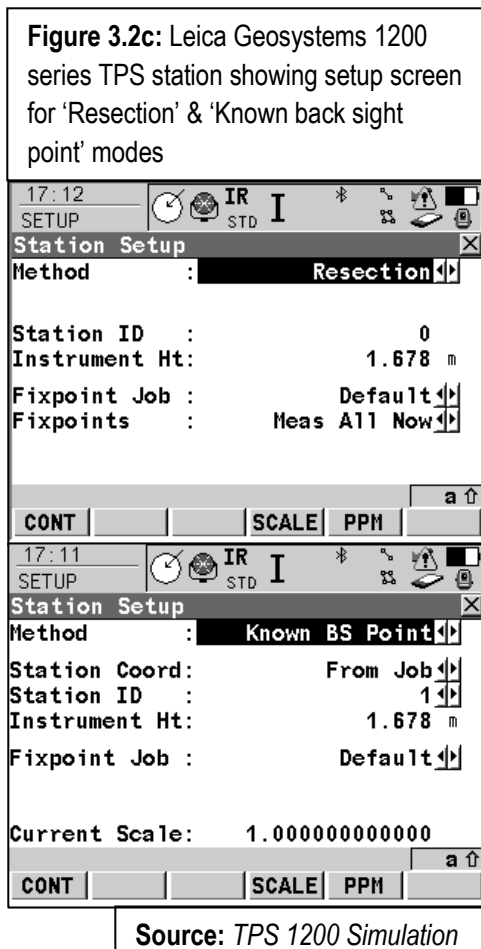 Figure 3.2c: Leica Geosystems 1200
series TPS station showing setup screen
for ‘Resection’ & ‘Known back sight
point’ modes
17:12
SETUP
IR
STD
I
Station Setup
Method : Resection
Station ID : 0
Instrument Ht: 1.678 m
Fixpoint Job : Default
Fixpoints : Meas All Now
a
CONT SCALE PPM
17:11
SETUP
IR
STD
I
Station Setup
Method : Known BS Point
Station Coord: From Job
Station ID : 1
Instrument Ht: 1.678 m
Fixpoint Job : Default
Current Scale: 1.000000000000
a
CONT SCALE PPM
Source: TPS 1200 Simulation